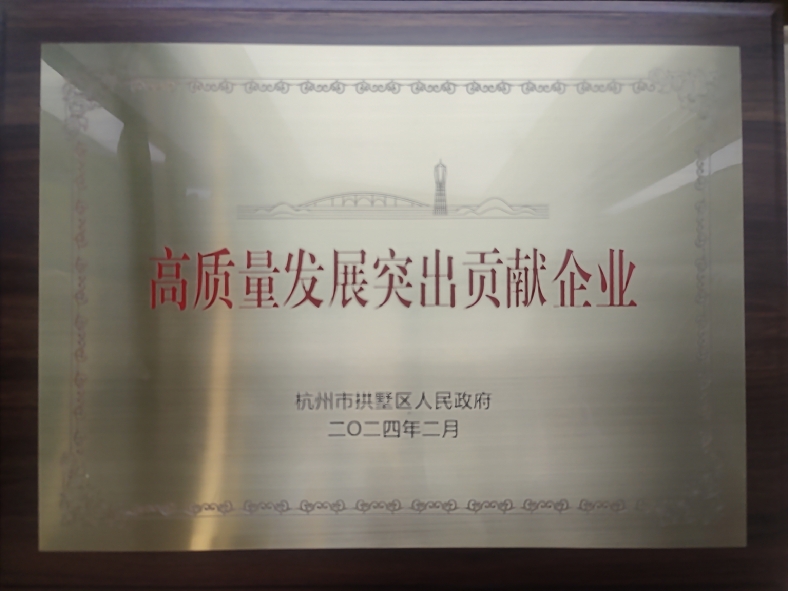 高质量发展突出贡献企业
杭州市拱墅区人民政府
二〇二四年二月